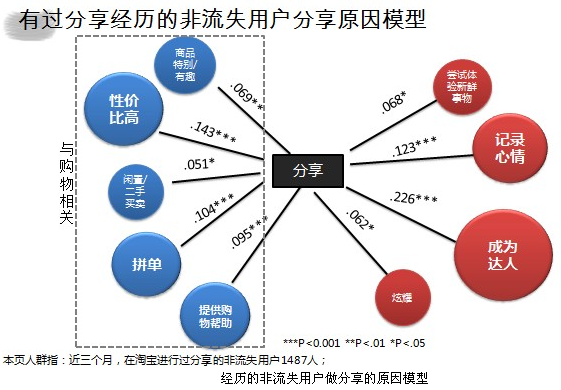 有过分享经历的非流失用户分享原因模型
与购物相关
商品
特别/
有趣
性价
比高
闲置/
二手
买卖
拼单
提供购
物帮助
.069**
.143***
.051*
.104***
.095***
分享
.068*
.123***
.226***
.062*
尝试体
验新鲜
事物
记录
心情
成为
达人
炫耀
***P<0.001 **P<.01 *P<.05
本页人群指：近三个月，在淘宝进行过分享的非流失用户1487人；
经历的非流失用户做分享的原因模型